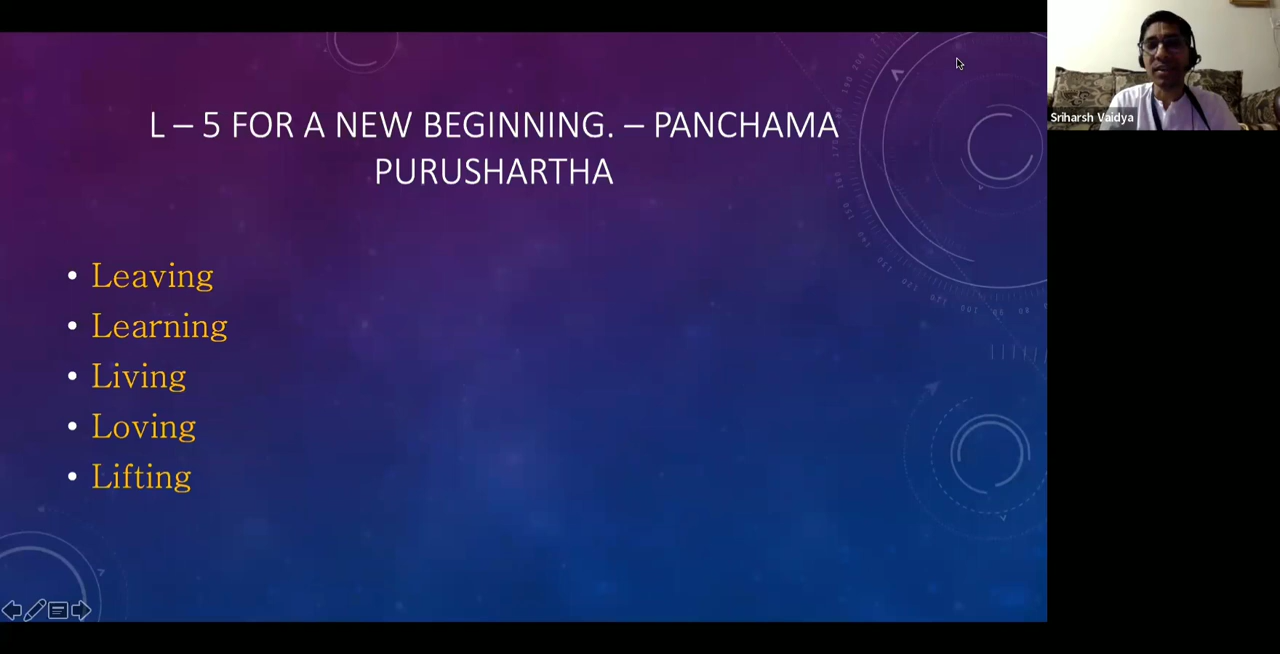 L – 5 FOR A NEW BEGINNING. – PANCHAMA
PURUSHARTHA
• Leaving
• Learning
• Living
• Loving
• Lifting
Sriharsh Vaidya